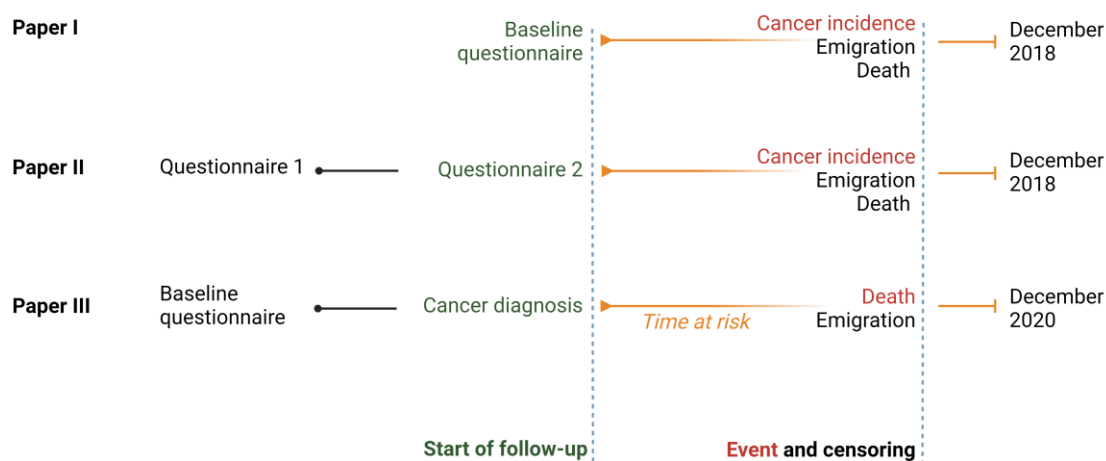 Paper I
Baseline
questionnaire
Cancer incidence
Emigration
Death
December
2018
Paper II
Questionnaire 1
Questionnaire 2
Cancer incidence
Emigration
Death
December
2018
Paper III
Baseline
questionnaire
Cancer diagnosis
Time at risk
Death
Emigration
December
2020
Start of follow-up
Event and censoring